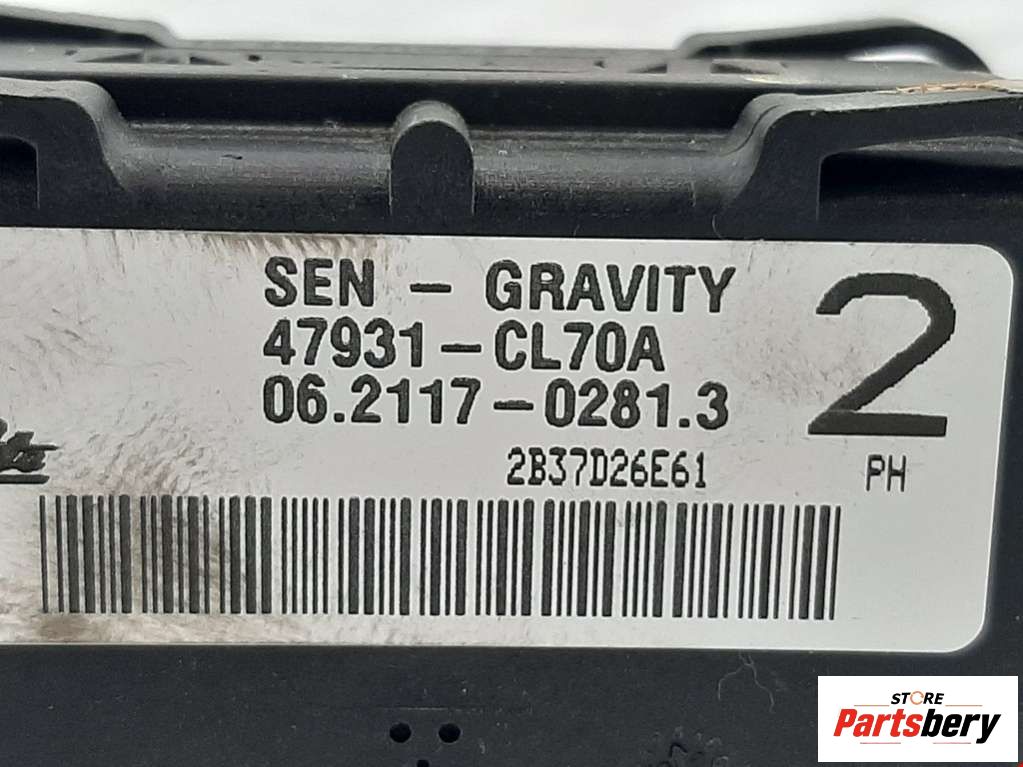 SEN - GRAVITY
47931-CL70A
06.2117-0281.3
2
2B37D26E61
PH
STORE
Partsbery